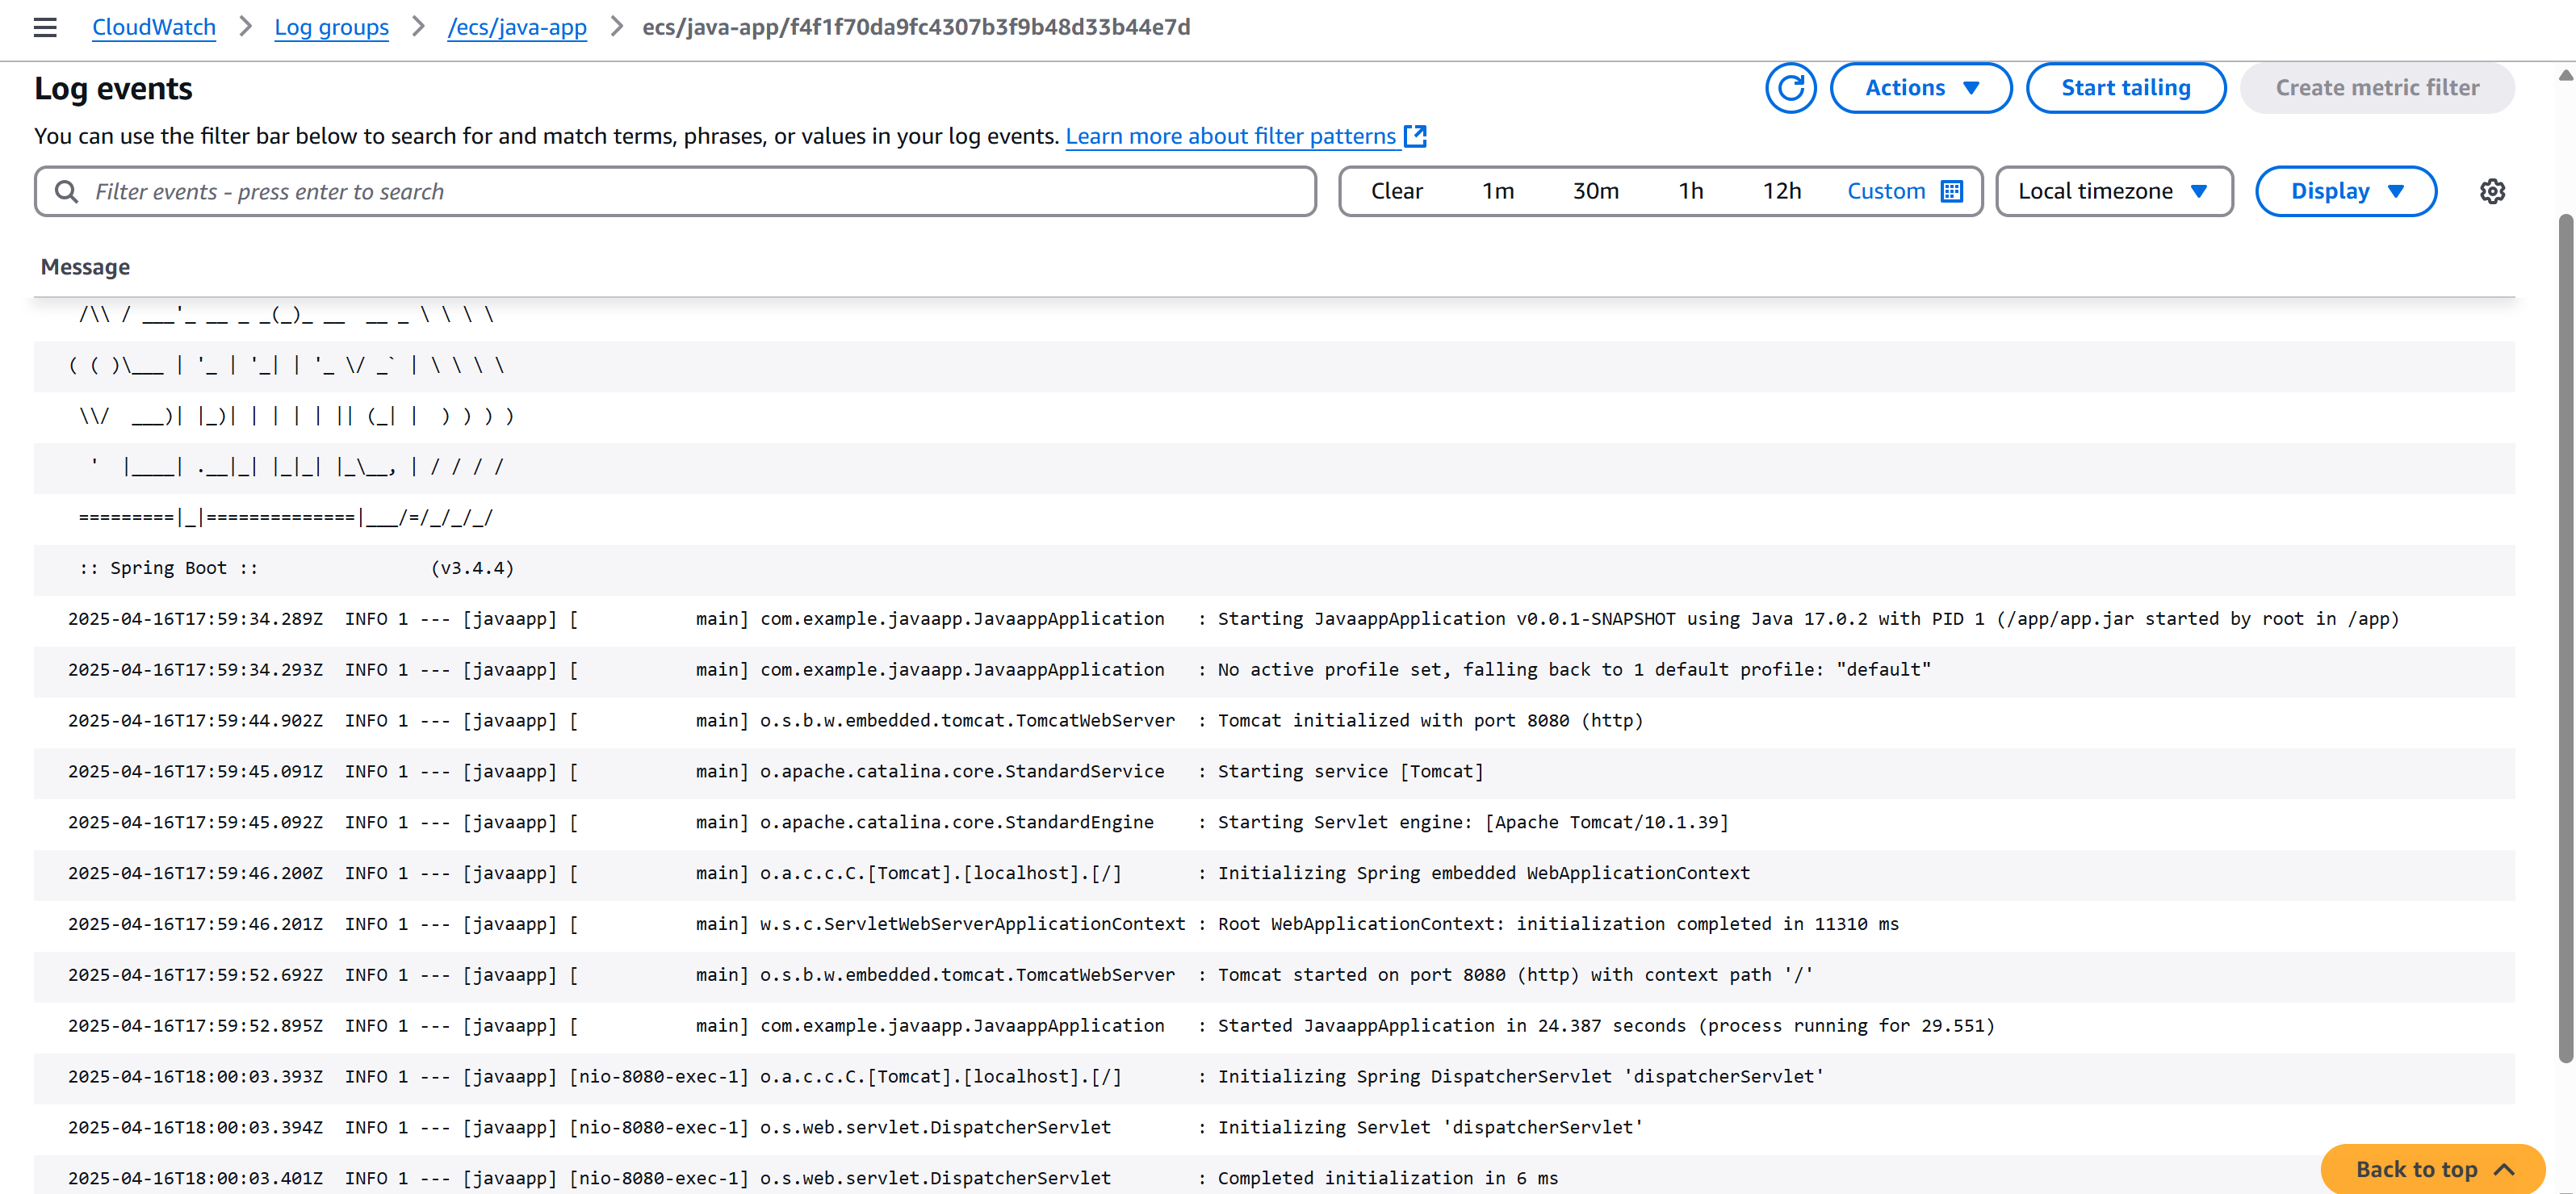 CloudWatch > Log groups > /ecs/java-app > ecs/java-app/f4f1f70da9fc4307b3f9b48d33b44e7d
Log events
Actions
Start tailing
Create metric filter
You can use the filter bar below to search for and match terms, phrases, or values in your log events. Learn more about filter patterns
Filter events - press enter to search
Clear 1m 30m 1h 12h Custom
Local timezone
Display
Message
 /\\ / ___'_ __ _ _(_)_ __  __ _ \ \ \ \
( ( )\___ | '_ | '_| | '_ \/ _` | \ \ \ \
 \\/  ___)| |_)| | | | | || (_| |  ) ) ) )
  '  |____| .__|_| |_|_| |_\__, | / / / /
 =========|_|==============|___/=/_/_/_/
 :: Spring Boot ::                (v3.4.4)
2025-04-16T17:59:34.289Z  INFO 1 --- [javaapp] [           main] com.example.javaapp.JavaappApplication   : Starting JavaappApplication v0.0.1-SNAPSHOT using Java 17.0.2 with PID 1 (/app/app.jar started by root in /app)
2025-04-16T17:59:34.293Z  INFO 1 --- [javaapp] [           main] com.example.javaapp.JavaappApplication   : No active profile set, falling back to 1 default profile: "default"
2025-04-16T17:59:44.902Z  INFO 1 --- [javaapp] [           main] o.s.b.w.embedded.tomcat.TomcatWebServer  : Tomcat initialized with port 8080 (http)
2025-04-16T17:59:45.091Z  INFO 1 --- [javaapp] [           main] o.apache.catalina.core.StandardService   : Starting service [Tomcat]
2025-04-16T17:59:45.092Z  INFO 1 --- [javaapp] [           main] o.apache.catalina.core.StandardEngine    : Starting Servlet engine: [Apache Tomcat/10.1.39]
2025-04-16T17:59:46.200Z  INFO 1 --- [javaapp] [           main] o.a.c.c.C.[Tomcat].[localhost].[/]       : Initializing Spring embedded WebApplicationContext
2025-04-16T17:59:46.201Z  INFO 1 --- [javaapp] [           main] w.s.c.ServletWebServerApplicationContext : Root WebApplicationContext: initialization completed in 11310 ms
2025-04-16T17:59:52.692Z  INFO 1 --- [javaapp] [           main] o.s.b.w.embedded.tomcat.TomcatWebServer  : Tomcat started on port 8080 (http) with context path '/'
2025-04-16T17:59:52.895Z  INFO 1 --- [javaapp] [           main] com.example.javaapp.JavaappApplication   : Started JavaappApplication in 24.387 seconds (process running for 29.551)
2025-04-16T18:00:03.393Z  INFO 1 --- [javaapp] [nio-8080-exec-1] o.a.c.c.C.[Tomcat].[localhost].[/]       : Initializing Spring DispatcherServlet 'dispatcherServlet'
2025-04-16T18:00:03.394Z  INFO 1 --- [javaapp] [nio-8080-exec-1] o.s.web.servlet.DispatcherServlet        : Initializing Servlet 'dispatcherServlet'
2025-04-16T18:00:03.401Z  INFO 1 --- [javaapp] [nio-8080-exec-1] o.s.web.servlet.DispatcherServlet        : Completed initialization in 6 ms
Back to top